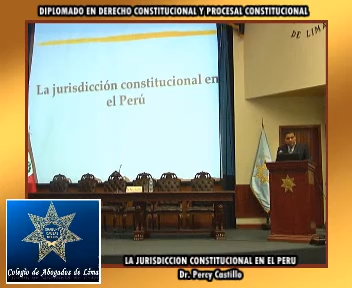 DIPLOMADO EN DERECHO CONSTITUCIONAL Y PROCESAL CONSTITUCIONAL
DE LIMA
La jurisdicción constitucional en
el Perú
Colegio de Abogados de Lima
LA JURISDICCION CONSTITUCIONAL EN EL PERU
Dr. Percy Castillo